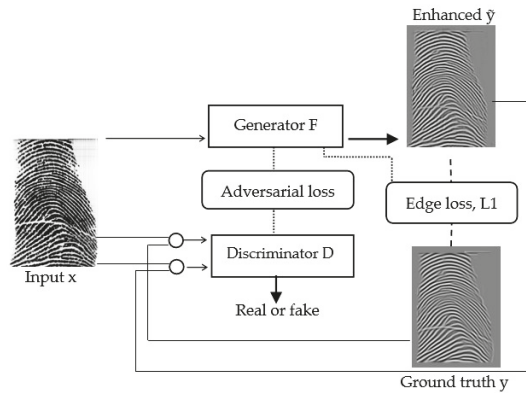 Enhanced ỹ
Generator F
Adversarial loss
Edge loss, L1
Discriminator D
Input x
Real or fake
Ground truth y